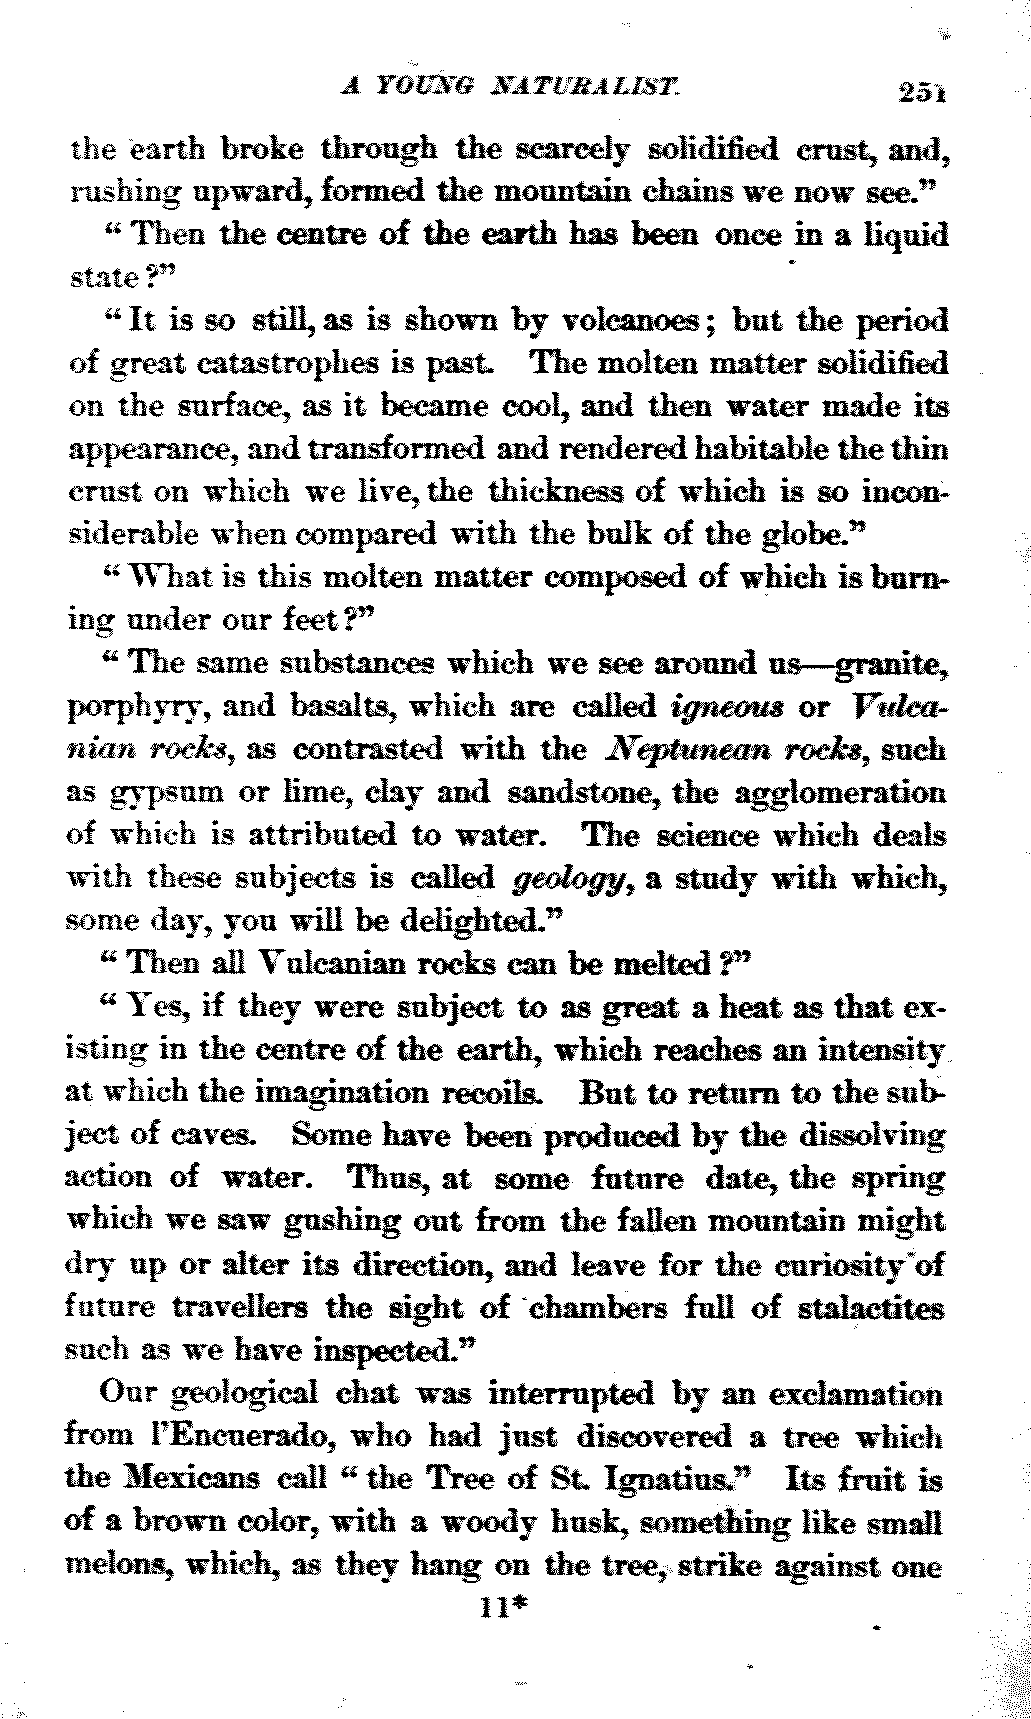 A YOUNG NATURALIST. 251
the earth broke through the scarcely solidified crust, and,
rushing upward, formed the mountain chains we now see."
"Then the centre of the earth has been once in a liquid
state?"
"It is so still, as is shown by volcanoes; but the period
of great catastrophes is past. The molten matter solidified
on the surface, as it became cool, and then water made its
appearance, and transformed and rendered habitable the thin
crust on which we live, the thickness of which is so incon-
siderable when compared with the bulk of the globe."
"What is this molten matter composed of which is burn-
ing under our feet?"
"The same substances which we see around us—granite,
porphyry, and basalts, which are called igneous or Vulca-
nian rocks, as contrasted with the Neptunean rocks, such
as gypsum or lime, clay and sandstone, the agglomeration
of which is attributed to water. The science which deals
with these subjects is called geology, a study with which,
some day, you will be delighted."
"Then all Vulcanian rocks can be melted?"
"Yes, if they were subject to as great a heat as that ex-
isting in the centre of the earth, which reaches an intensity
at which the imagination recoils. But to return to the sub-
ject of caves. Some have been produced by the dissolving
action of water. Thus, at some future date, the spring
which we saw gushing out from the fallen mountain might
dry up or alter its direction, and leave for the curiosity of
future travellers the sight of chambers full of stalactites
such as we have inspected."
Our geological chat was interrupted by an exclamation
from l'Encuerado, who had just discovered a tree which
the Mexicans call "the Tree of St. Ignatius." Its fruit is
of a brown color, with a woody husk, something like small
melons, which, as they hang on the tree, strike against one
11*